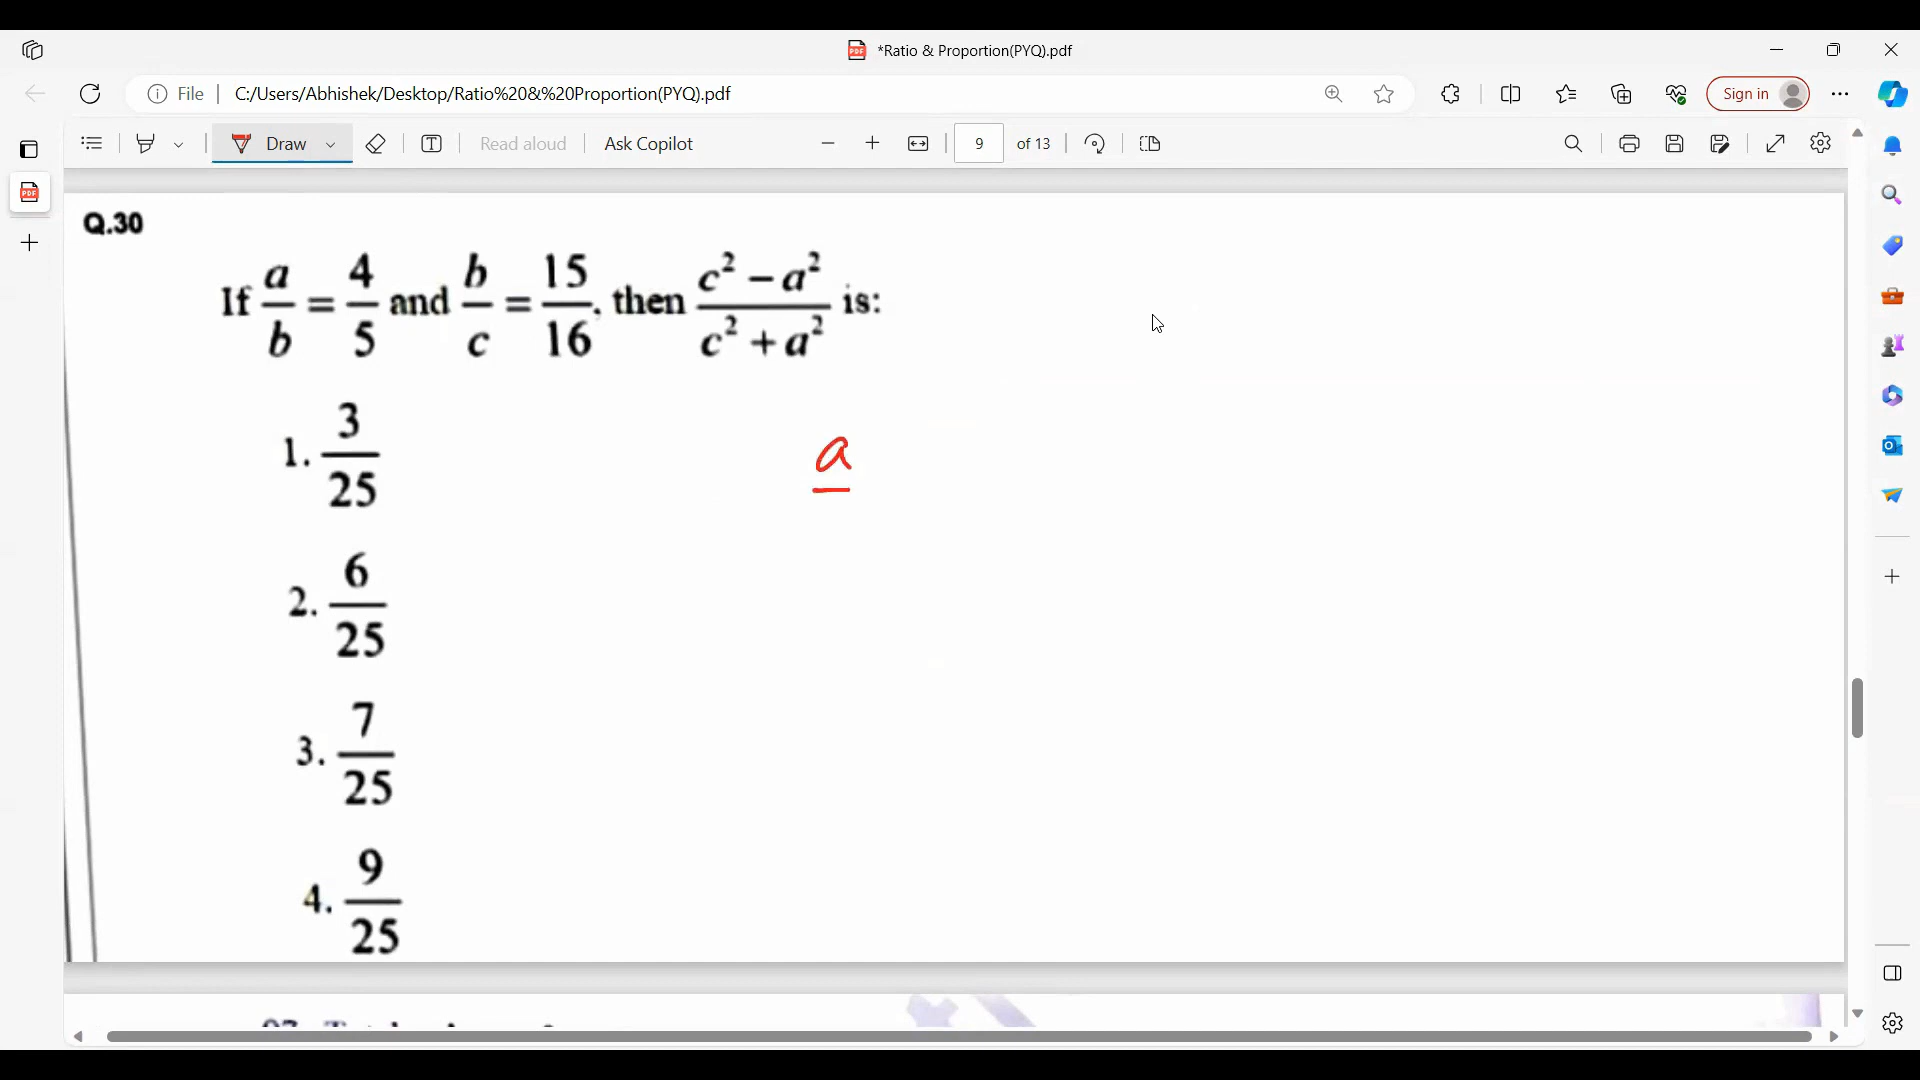 *Ratio & Proportion(PYQ).pdf
File C:/Users/Abhishek/Desktop/Ratio%20&%20Proportion(PYQ).pdf
Sign in
Draw
Read aloud
Ask Copilot
9 of 13
Q.30
If a/b = 4/5 and b/c = 15/16, then c² − a² / c² + a² is:
1. 3/25
a
2. 6/25
3. 7/25
4. 9/25